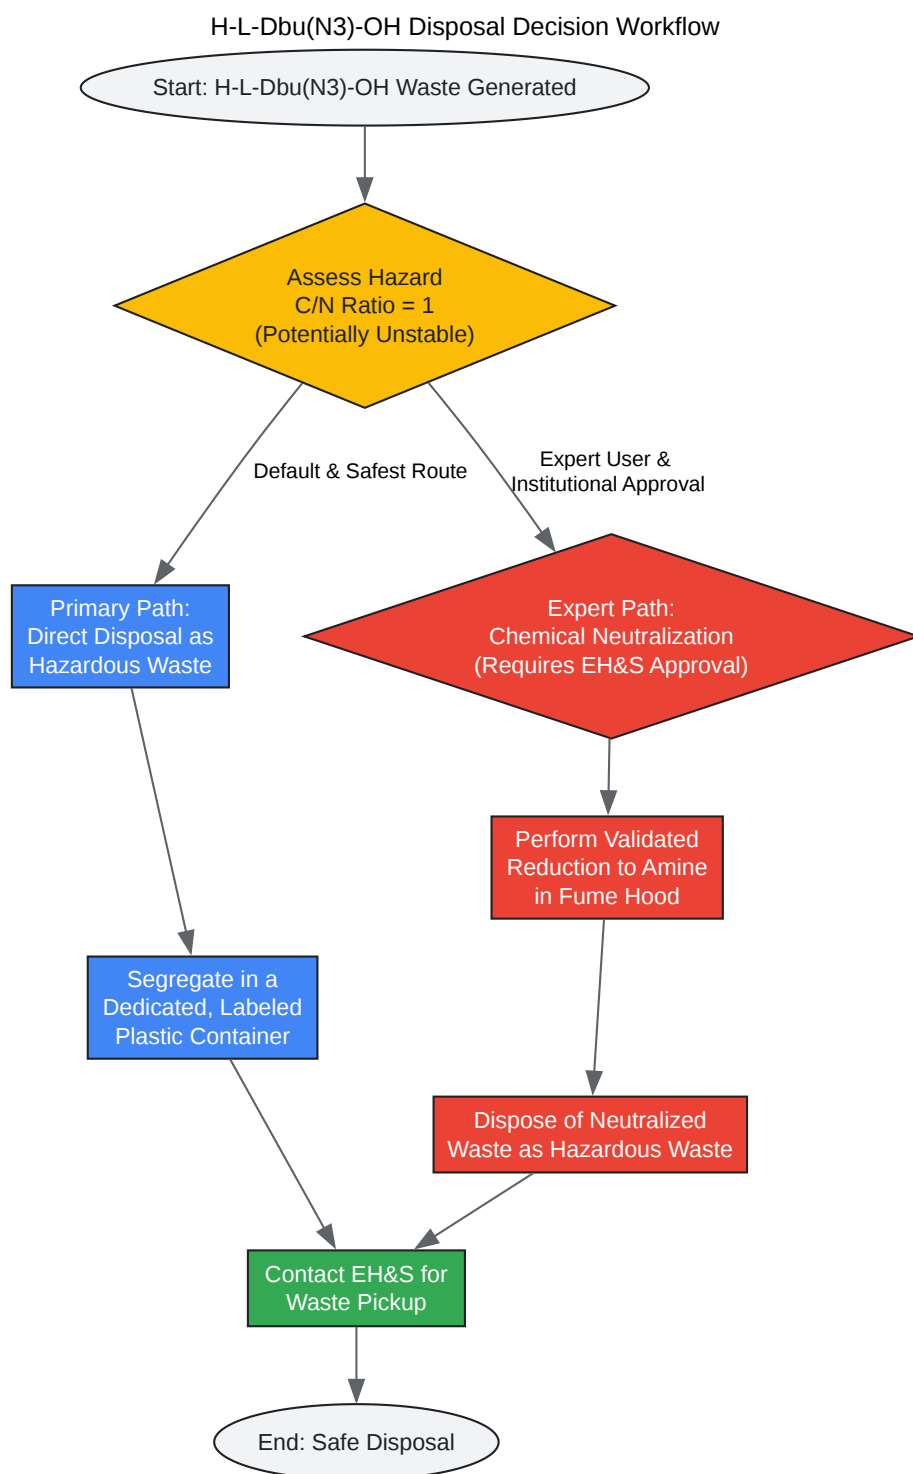 H-L-Dbu(N3)-OH Disposal Decision Workflow
Start: H-L-Dbu(N3)-OH Waste Generated
Assess Hazard
C/N Ratio = 1
(Potentially Unstable)
Default & Safest Route
Expert User &
Institutional Approval
Primary Path:
Direct Disposal as
Hazardous Waste
Expert Path:
Chemical Neutralization
(Requires EH&S Approval)
Perform Validated
Reduction to Amine
in Fume Hood
Segregate in a
Dedicated, Labeled
Plastic Container
Dispose of Neutralized
Waste as Hazardous Waste
Contact EH&S for
Waste Pickup
End: Safe Disposal